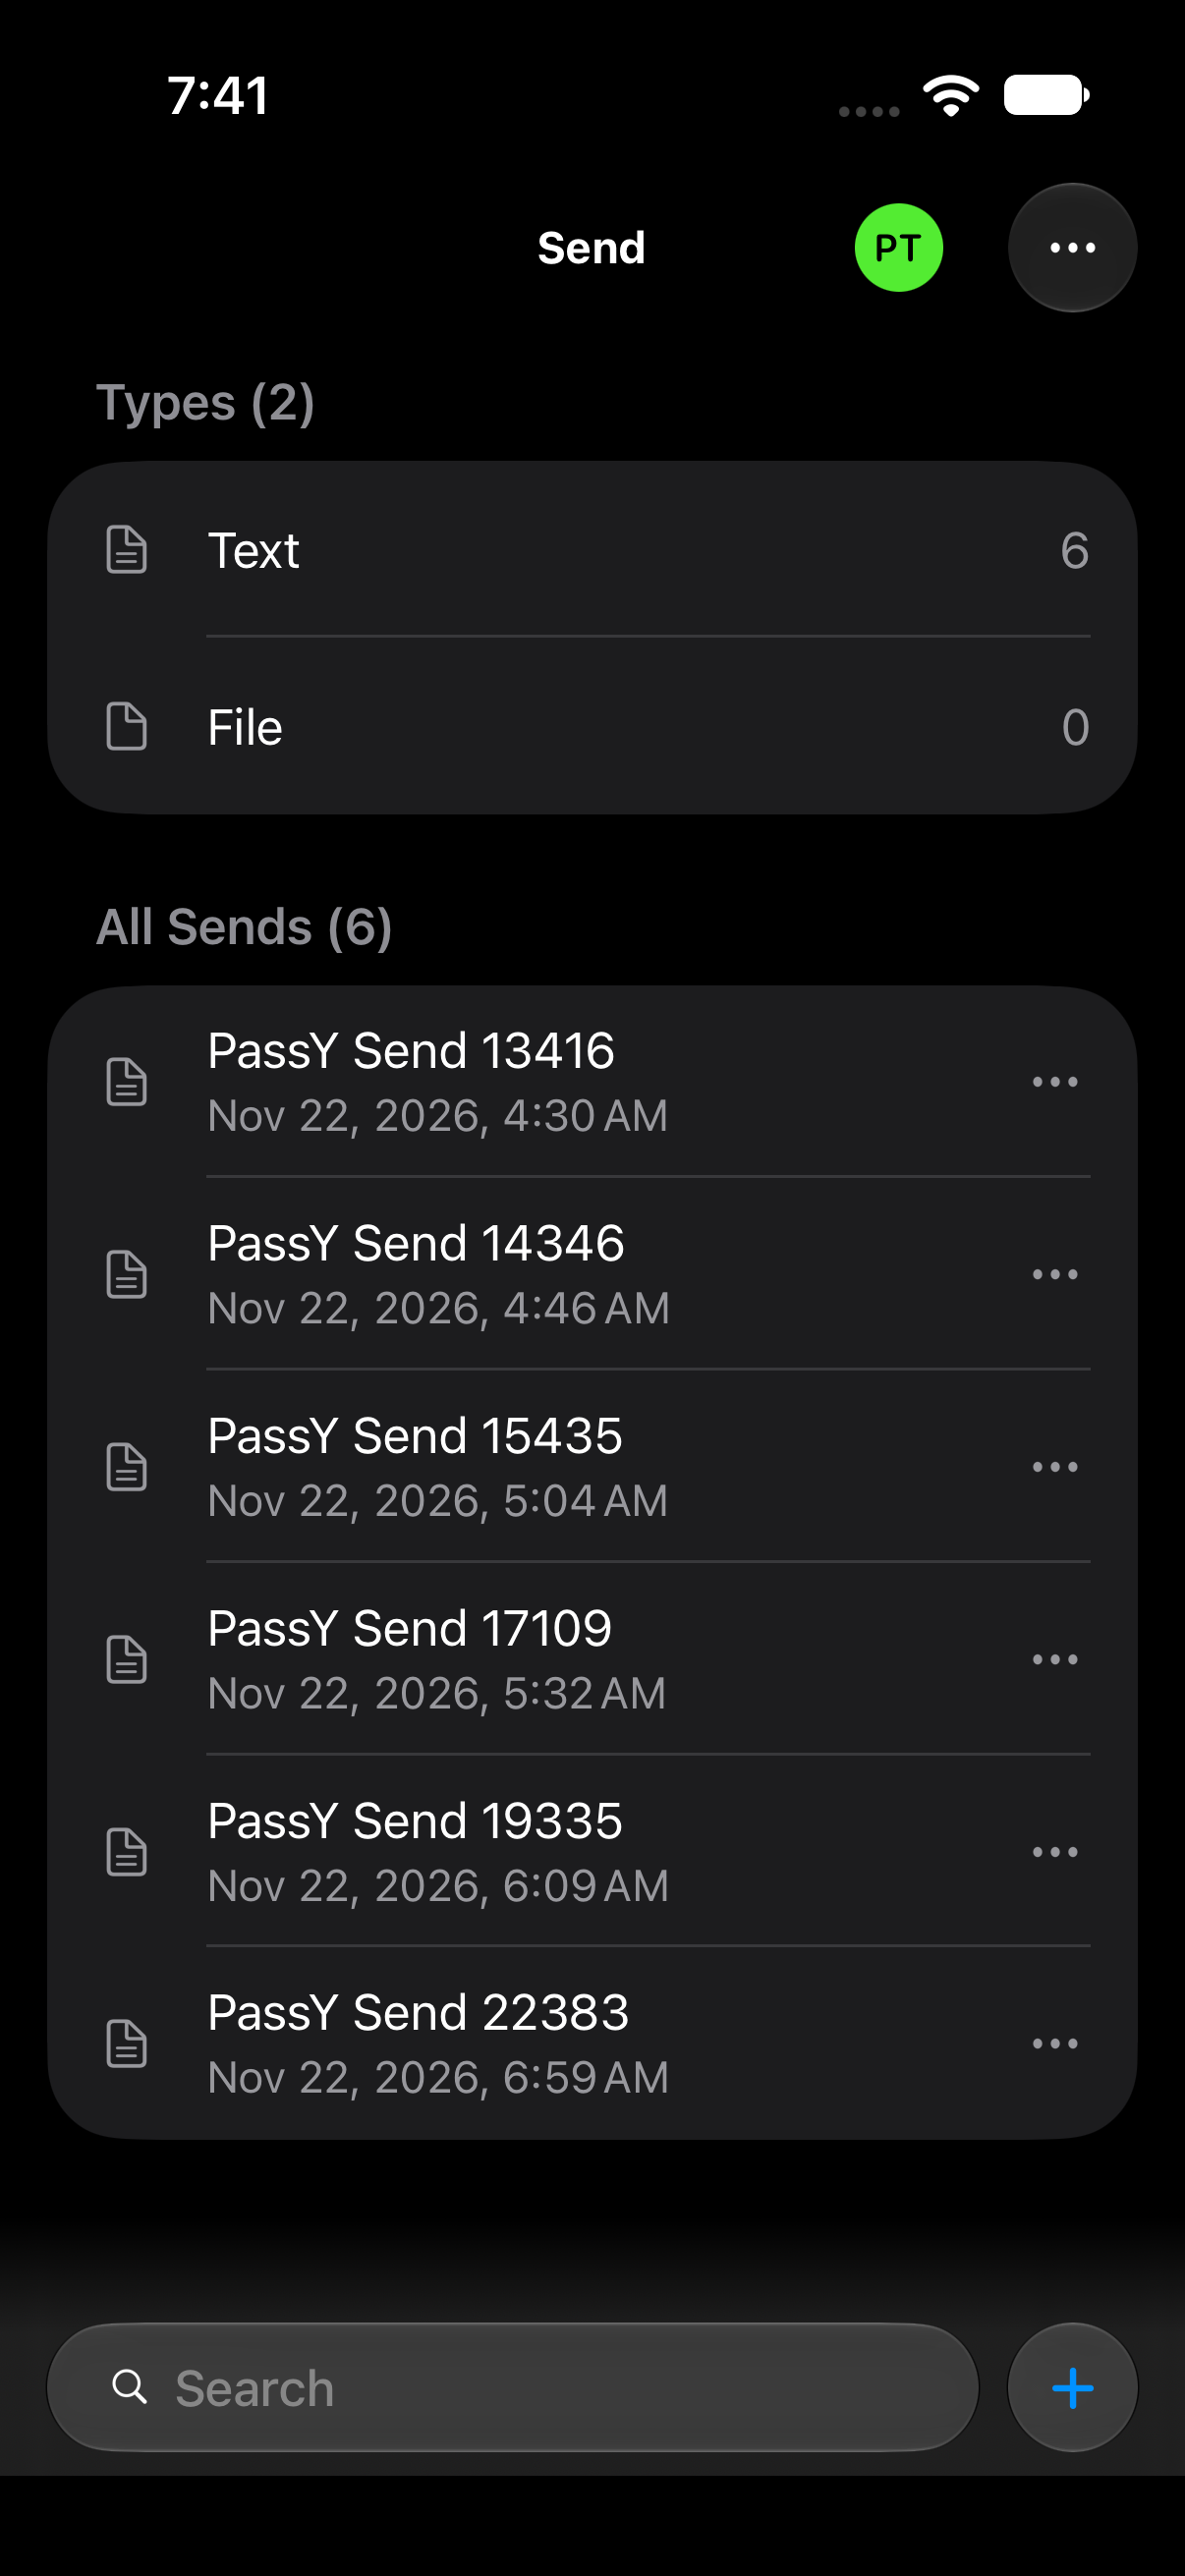 7:41
Send
PT
Types (2)
Text 6
File 0
All Sends (6)
PassY Send 13416
Nov 22, 2026, 4:30 AM
PassY Send 14346
Nov 22, 2026, 4:46 AM
PassY Send 15435
Nov 22, 2026, 5:04 AM
PassY Send 17109
Nov 22, 2026, 5:32 AM
PassY Send 19335
Nov 22, 2026, 6:09 AM
PassY Send 22383
Nov 22, 2026, 6:59 AM
Search